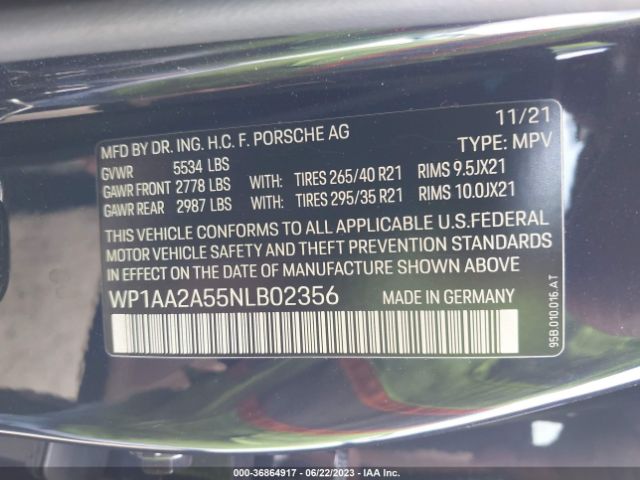 11/21
MFD BY DR. ING. H.C. F. PORSCHE AG
TYPE: MPV
GVWR 5534 LBS
GAWR FRONT 2778 LBS WITH: TIRES 265/40 R21 RIMS 9.5JX21
GAWR REAR 2987 LBS WITH: TIRES 295/35 R21 RIMS 10.0JX21
THIS VEHICLE CONFORMS TO ALL APPLICABLE U.S.FEDERAL
MOTOR VEHICLE SAFETY AND THEFT PREVENTION STANDARDS
IN EFFECT ON THE DATE OF MANUFACTURE SHOWN ABOVE
WP1AA2A55NLB02356 MADE IN GERMANY
95B.010.016.AT
000-36864917 - 06/22/2023 - IAA Inc.